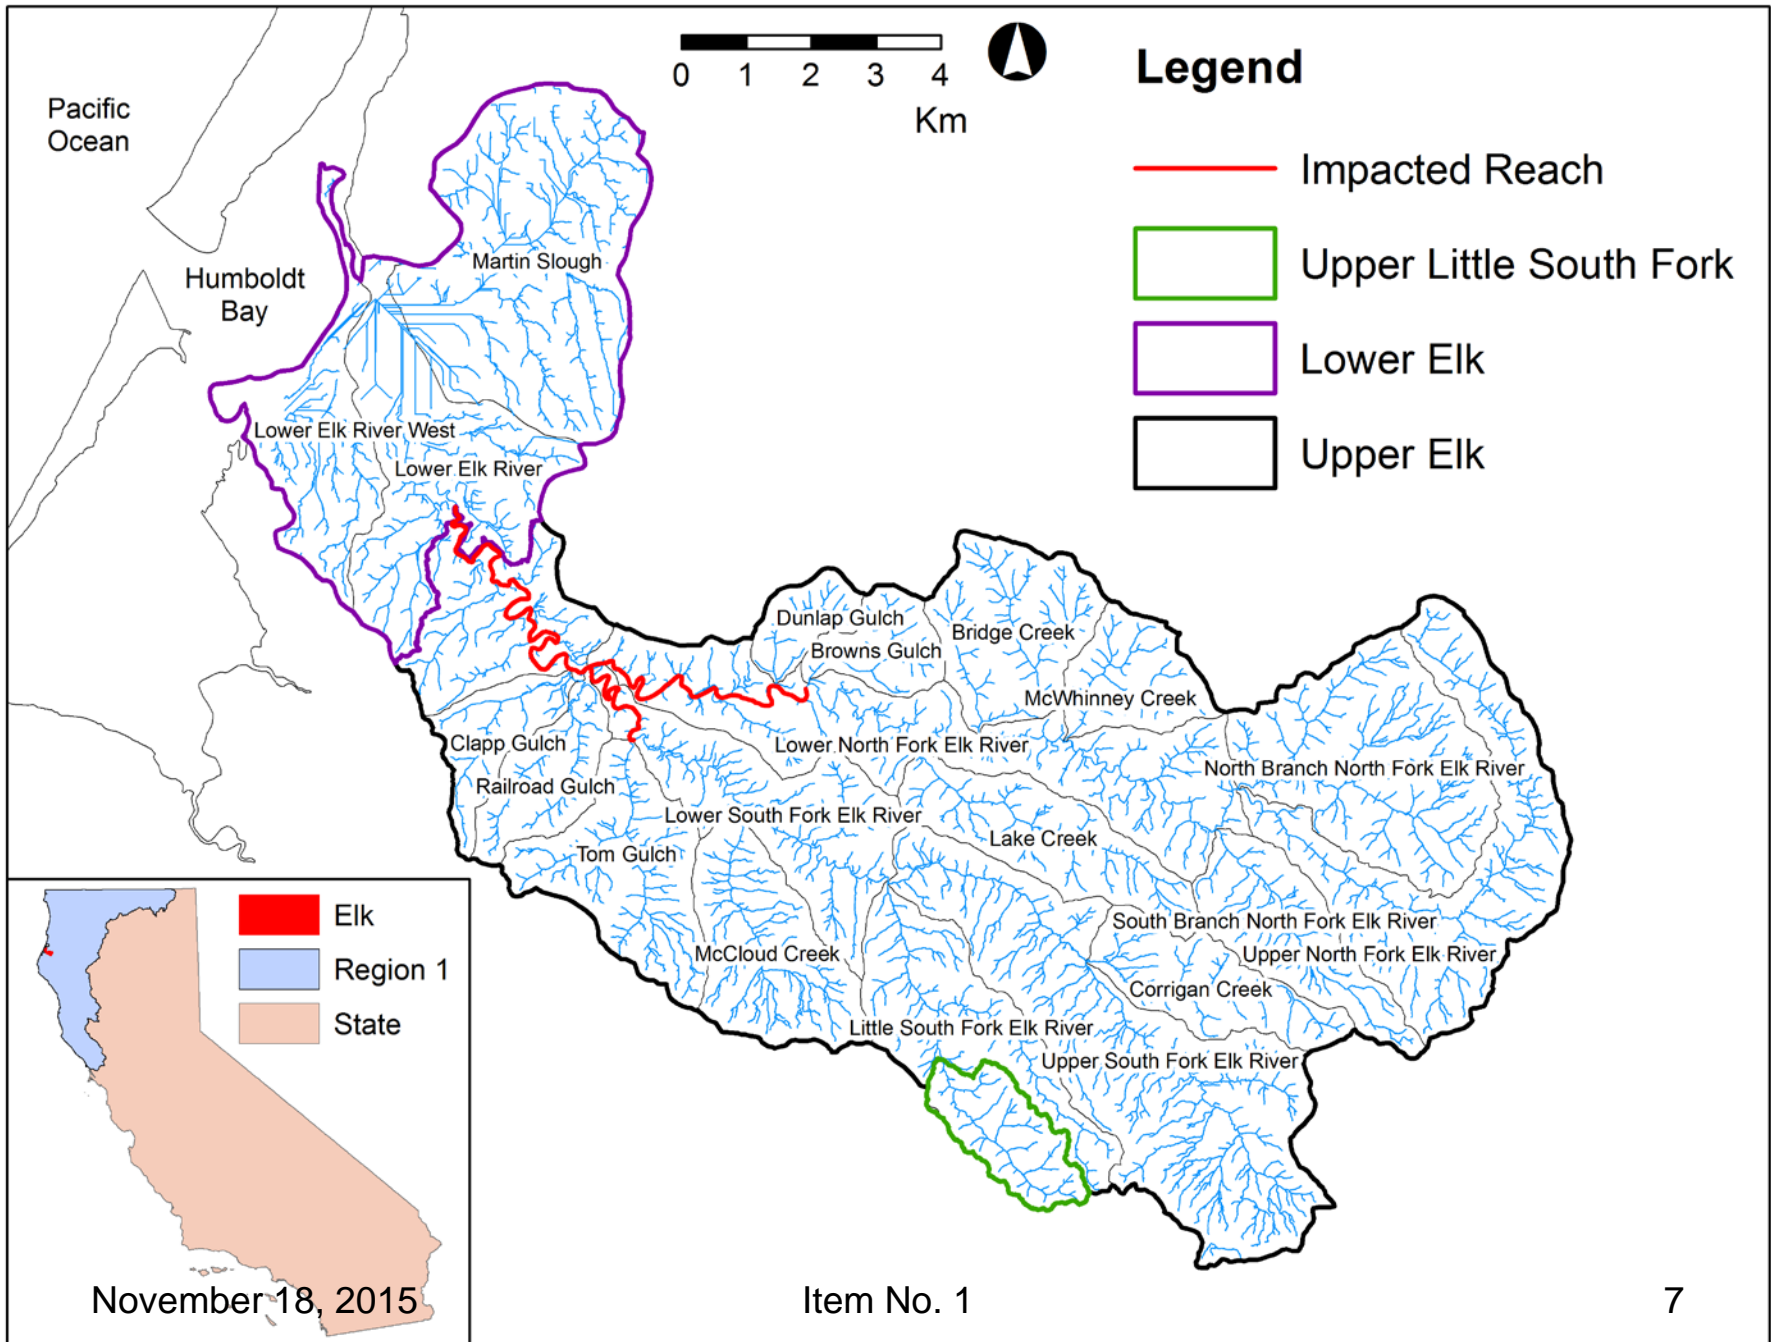 Pacific
Ocean
0 1 2 3 4
Km
Legend
Impacted Reach
Upper Little South Fork
Lower Elk
Upper Elk
Humboldt
Bay
Martin Slough
Lower Elk River West
Lower Elk River
Dunlap Gulch
Browns Gulch
Bridge Creek
McWhinney Creek
Clapp Gulch
Lower North Fork Elk River
North Branch North Fork Elk River
Railroad Gulch
Lower South Fork Elk River
Lake Creek
Tom Gulch
South Branch North Fork Elk River
McCloud Creek
Upper North Fork Elk River
Corrigan Creek
Little South Fork Elk River
Upper South Fork Elk River
Elk
Region 1
State
November 18, 2015
Item No. 1
7